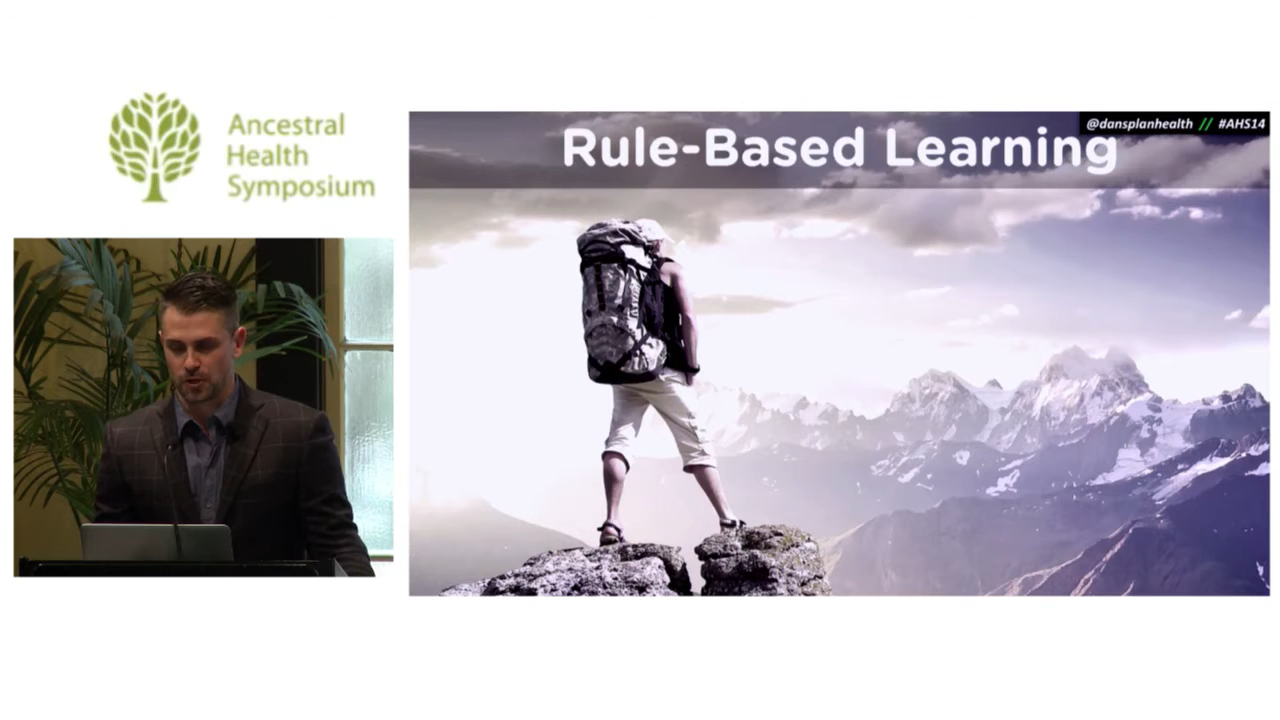 Ancestral
Health
Symposium
@dansplanhealth // #AHS14
Rule-Based Learning